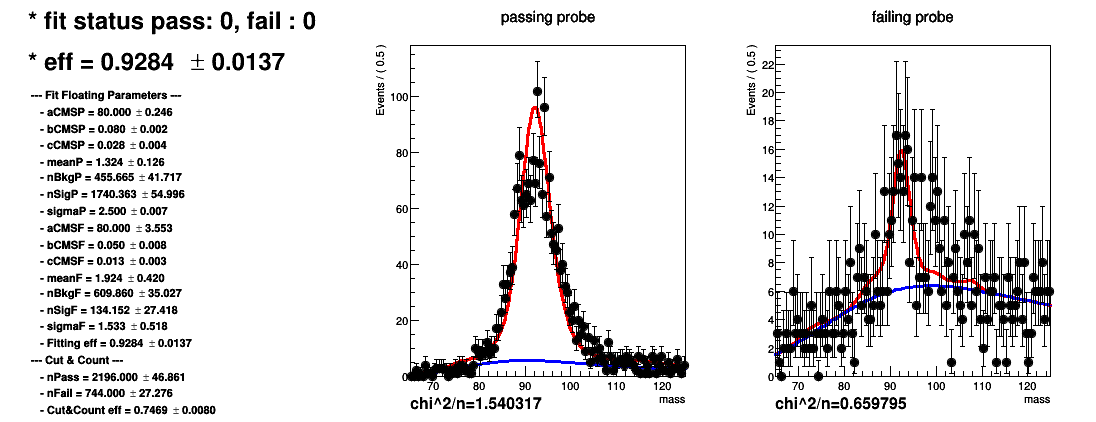 * fit status pass: 0, fail : 0
* eff = 0.9284 ± 0.0137
--- Fit Floating Parameters ---
- aCMSP = 80.000 ± 0.246
- bCMSP = 0.080 ± 0.002
- cCMSP = 0.028 ± 0.004
- meanP = 1.324 ± 0.126
- nBkgP = 455.665 ± 41.717
- nSigP = 1740.363 ± 54.996
- sigmaP = 2.500 ± 0.007
- aCMSF = 80.000 ± 3.553
- bCMSF = 0.050 ± 0.008
- cCMSF = 0.013 ± 0.003
- meanF = 1.924 ± 0.420
- nBkgF = 609.860 ± 35.027
- nSigF = 134.152 ± 27.418
- sigmaF = 1.533 ± 0.518
- Fitting eff = 0.9284 ± 0.0137
--- Cut & Count ---
- nPass = 2196.000 ± 46.861
- nFail = 744.000 ± 27.276
- Cut&Count eff = 0.7469 ± 0.0080
passing probe
Events / ( 0.5 )
100
80
60
40
20
0
70 80 90 100 110 120
mass
chi^2/n=1.540317
failing probe
Events / ( 0.5 )
22
20
18
16
14
12
10
8
6
4
2
0
70 80 90 100 110 120
mass
chi^2/n=0.659795